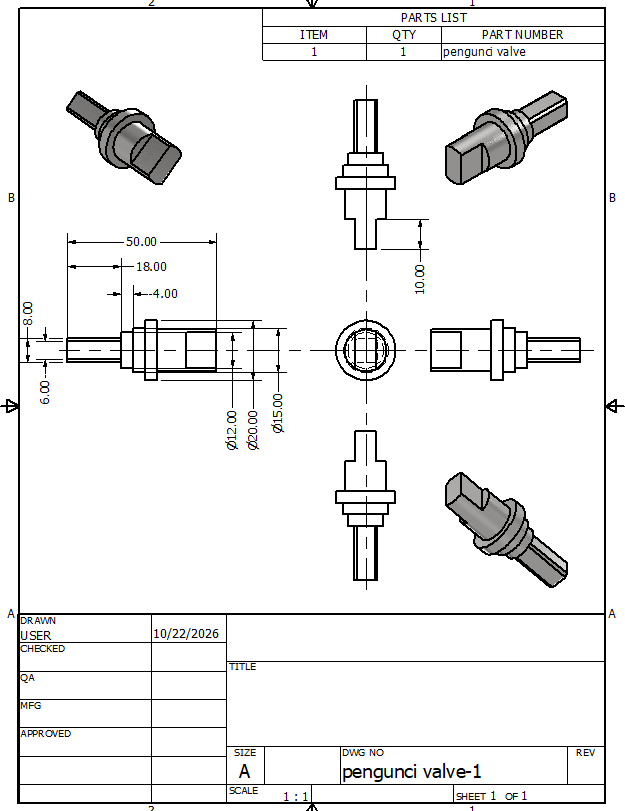 2
1
PARTS LIST
ITEM QTY PART NUMBER
1 1 pengunci valve
B
B
50.00
18.00
4.00
10.00
8.00
6.00
Ø12.00
Ø20.00
Ø15.00
A
A
DRAWN
USER
10/22/2026
CHECKED
QA
MFG
APPROVED
TITLE
SIZE
A
DWG NO
pengunci valve-1
REV
SCALE
1 : 1
SHEET 1 OF 1
2
1